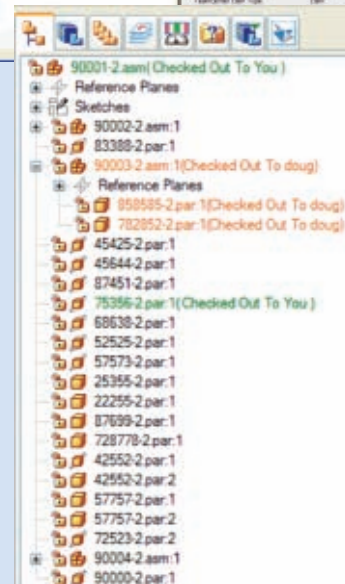 90001-2.asm(Checked Out To You )
Reference Planes
Sketches
90002-2.asm:1
83388-2.par:1
90003-2.asm:1(Checked Out To doug)
Reference Planes
858585-2.par:1(Checked Out To doug)
782852-2.par:1(Checked Out To doug)
45425-2.par:1
45644-2.par:1
87451-2.par:1
75356-2.par:1(Checked Out To You )
68638-2.par:1
52525-2.par:1
57573-2.par:1
25355-2.par:1
22255-2.par:1
87699-2.par:1
728778-2.par:1
42552-2.par:1
42552-2.par:2
57757-2.par:1
57757-2.par:2
72523-2.par:2
90004-2.asm:1
90000-2.par:1